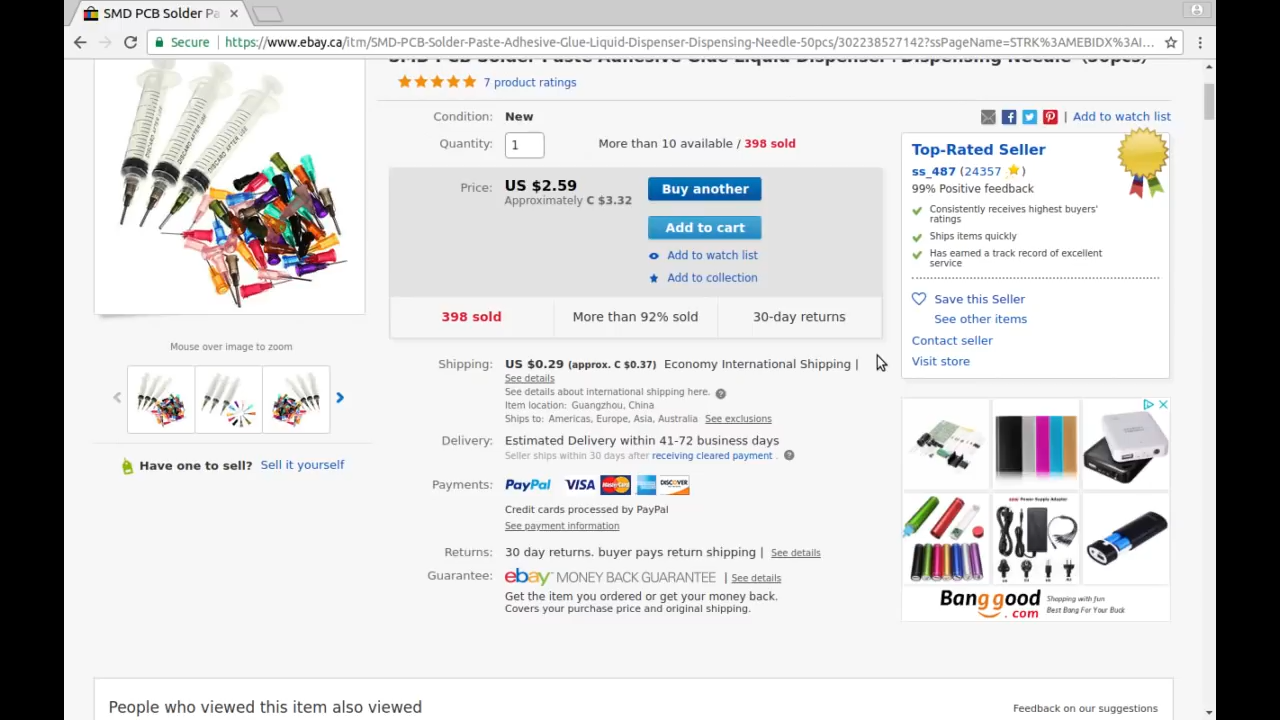 SMD PCB Solder Pa
Secure
https://www.ebay.ca/itm/SMD-PCB-Solder-Paste-Adhesive-Glue-Liquid-Dispenser-Dispensing-Needle-50pcs/302238527142?ssPageName=STRK%3AMEBIDX%3AI...
7 product ratings
Condition: New
Add to watch list
Quantity: 1 More than 10 available / 398 sold
Price: US $2.59
Approximately C $3.32
Buy another
Add to cart
Add to watch list
Add to collection
398 sold More than 92% sold 30-day returns
Top-Rated Seller
ss_487 (24357 )
99% Positive feedback
Consistently receives highest buyers'
ratings
Ships items quickly
Has earned a track record of excellent
service
Save this Seller
See other items
Contact seller
Visit store
DISCARD AFTER USE
Mouse over image to zoom
Have one to sell? Sell it yourself
Shipping: US $0.29 (approx. C $0.37) Economy International Shipping |
See details
See details about international shipping here.
Item location: Guangzhou, China
Ships to: Americas, Europe, Asia, Australia See exclusions
Delivery: Estimated Delivery within 41-72 business days
Seller ships within 30 days after receiving cleared payment .
Payments: PayPal VISA MasterCard DISCOVER
Credit cards processed by PayPal
See payment information
Returns: 30 day returns. buyer pays return shipping | See details
Guarantee: ebay MONEY BACK GUARANTEE | See details
Get the item you ordered or get your money back.
Covers your purchase price and original shipping.
Power Supply Adapter
Banggood.com
Shopping with fun
Best Bang For Your Buck
People who viewed this item also viewed
Feedback on our suggestions